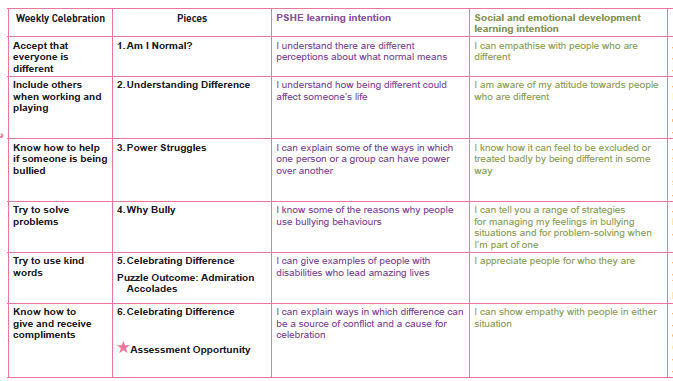 Weekly Celebration
Pieces
PSHE learning intention
Social and emotional development
learning intention
Accept that
everyone is
different
1. Am I Normal?
I understand there are different
perceptions about what normal means
I can empathise with people who are
different
Include others
when working and
playing
2. Understanding Difference
I understand how being different could
affect someone's life
I am aware of my attitude towards people
who are different
Know how to help
if someone is being
bullied
3. Power Struggles
I can explain some of the ways in which
one person or a group can have power
over another
I know how it can feel to be excluded or
treated badly by being different in some
way
Try to solve
problems
4. Why Bully
I know some of the reasons why people
use bullying behaviours
I can tell you a range of strategies
for managing my feelings in bullying
situations and for problem-solving when
I'm part of one
Try to use kind
words
5. Celebrating Difference
Puzzle Outcome: Admiration
Accolades
I can give examples of people with
disabilities who lead amazing lives
I appreciate people for who they are
Know how to
give and receive
compliments
6. Celebrating Difference
Assessment Opportunity
I can explain ways in which difference can
be a source of conflict and a cause for
celebration
I can show empathy with people in either
situation